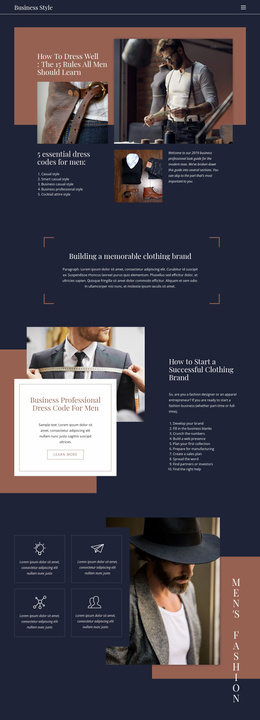 Business Style
How To Dress Well
: The 15 Rules All Men
Should Learn
5 essential dress
codes for men:
1. Casual style
2. Smart casual style
3. Business casual style
4. Business professional style
5. Cocktail attire style
Welcome to our 2019 business
professional look guide for the
modern man. We've broken down
this guide into several sections. You
can skip to the part that's most
important to you.
Building a memorable clothing brand
Paragraph. Lorem ipsum dolor sit amet, consectetur adipiscing elit. Curabitur id
suscipit ex. Suspendisse rhoncus laoreet purus quis elementum. Phasellus sed
efficitur dolor, et ultricies sapien. Quisque fringilla sit amet dolor commodo
efficitur. Aliquam et sem odio. In ullamcorper nisi nunc, et molestie ipsum iaculis
sit amet.
How to Start a
Successful Clothing
Brand
So, are you a fashion designer or an apparel
entrepreneur? If you are ready to start a
fashion business (whether part-time or full-
time).
1. Develop your brand
2. Fill in the business blanks
3. Crunch the numbers
4. Build a web presence
5. Plan your first collection
6. Prepare for manufacturing
7. Create a sales plan
8. Spread the word
9. Find partners or investors
10. Find the right help
Business Professional
Dress Code For Men
Sample text. Lorem ipsum dolor sit
amet, consectetur adipiscing elit
nullam nunc justo.
LEARN MORE
Lorem ipsum dolor sit amet,
consectetur adipiscing elit
nullam nunc justo.
Lorem ipsum dolor sit amet,
consectetur adipiscing elit
nullam nunc justo.
Lorem ipsum dolor sit amet,
consectetur adipiscing elit
nullam nunc justo.
Lorem ipsum dolor sit amet,
consectetur adipiscing elit
nullam nunc justo.
MEN'S FASHION